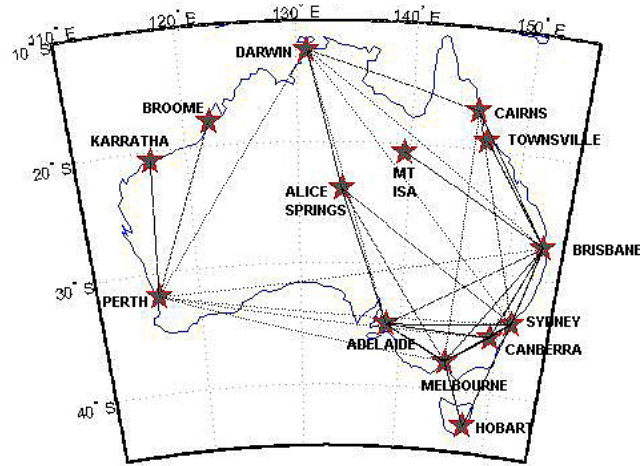 110° E
120° E
130° E
140° E
150° E
10° S
DARWIN
BROOME
CAIRNS
KARRATHA
TOWNSVILLE
20° S
MT
ISA
ALICE
SPRINGS
BRISBANE
30° S
PERTH
SYDNEY
ADELAIDE
CANBERRA
MELBOURNE
40° S
HOBART